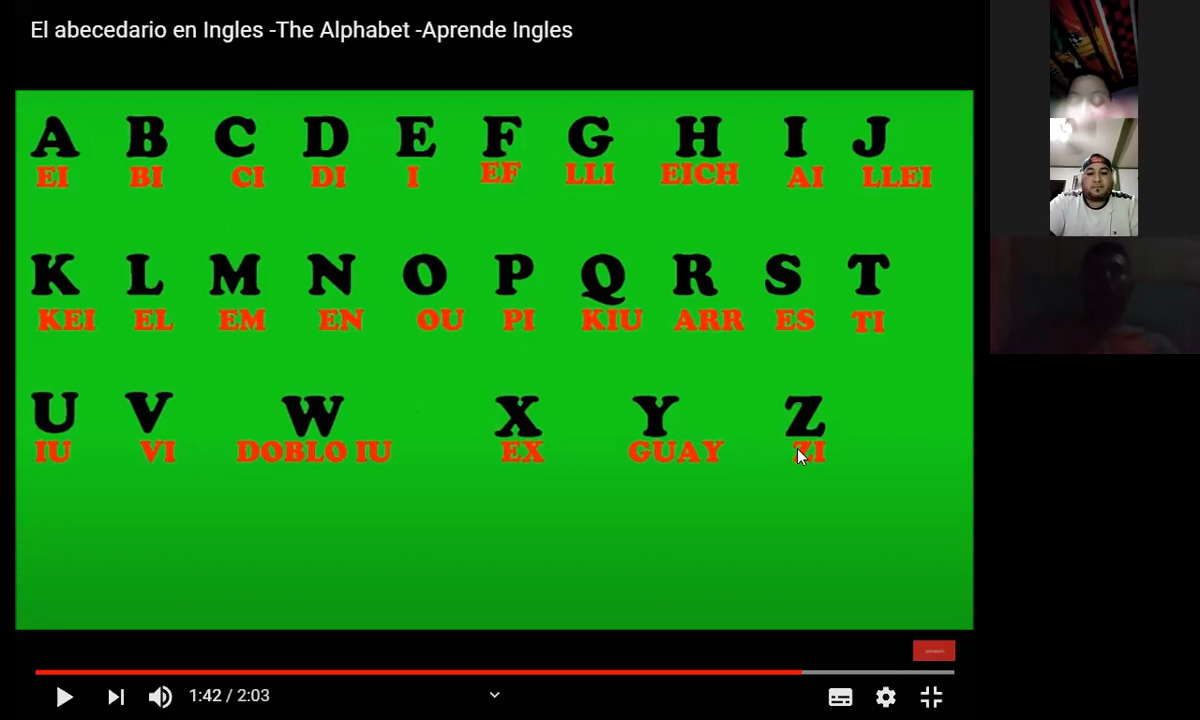 El abecedario en Ingles -The Alphabet -Aprende Ingles
A B C D E F G H I J
EI BI CI DI I EF LLI EICH AI LLEI
K L M N O P Q R S T
KEI EL EM EN OU PI KIU ARR ES TI
U V W X Y Z
IU VI DOBLO IU EX GUAY ZI
1:42 / 2:03